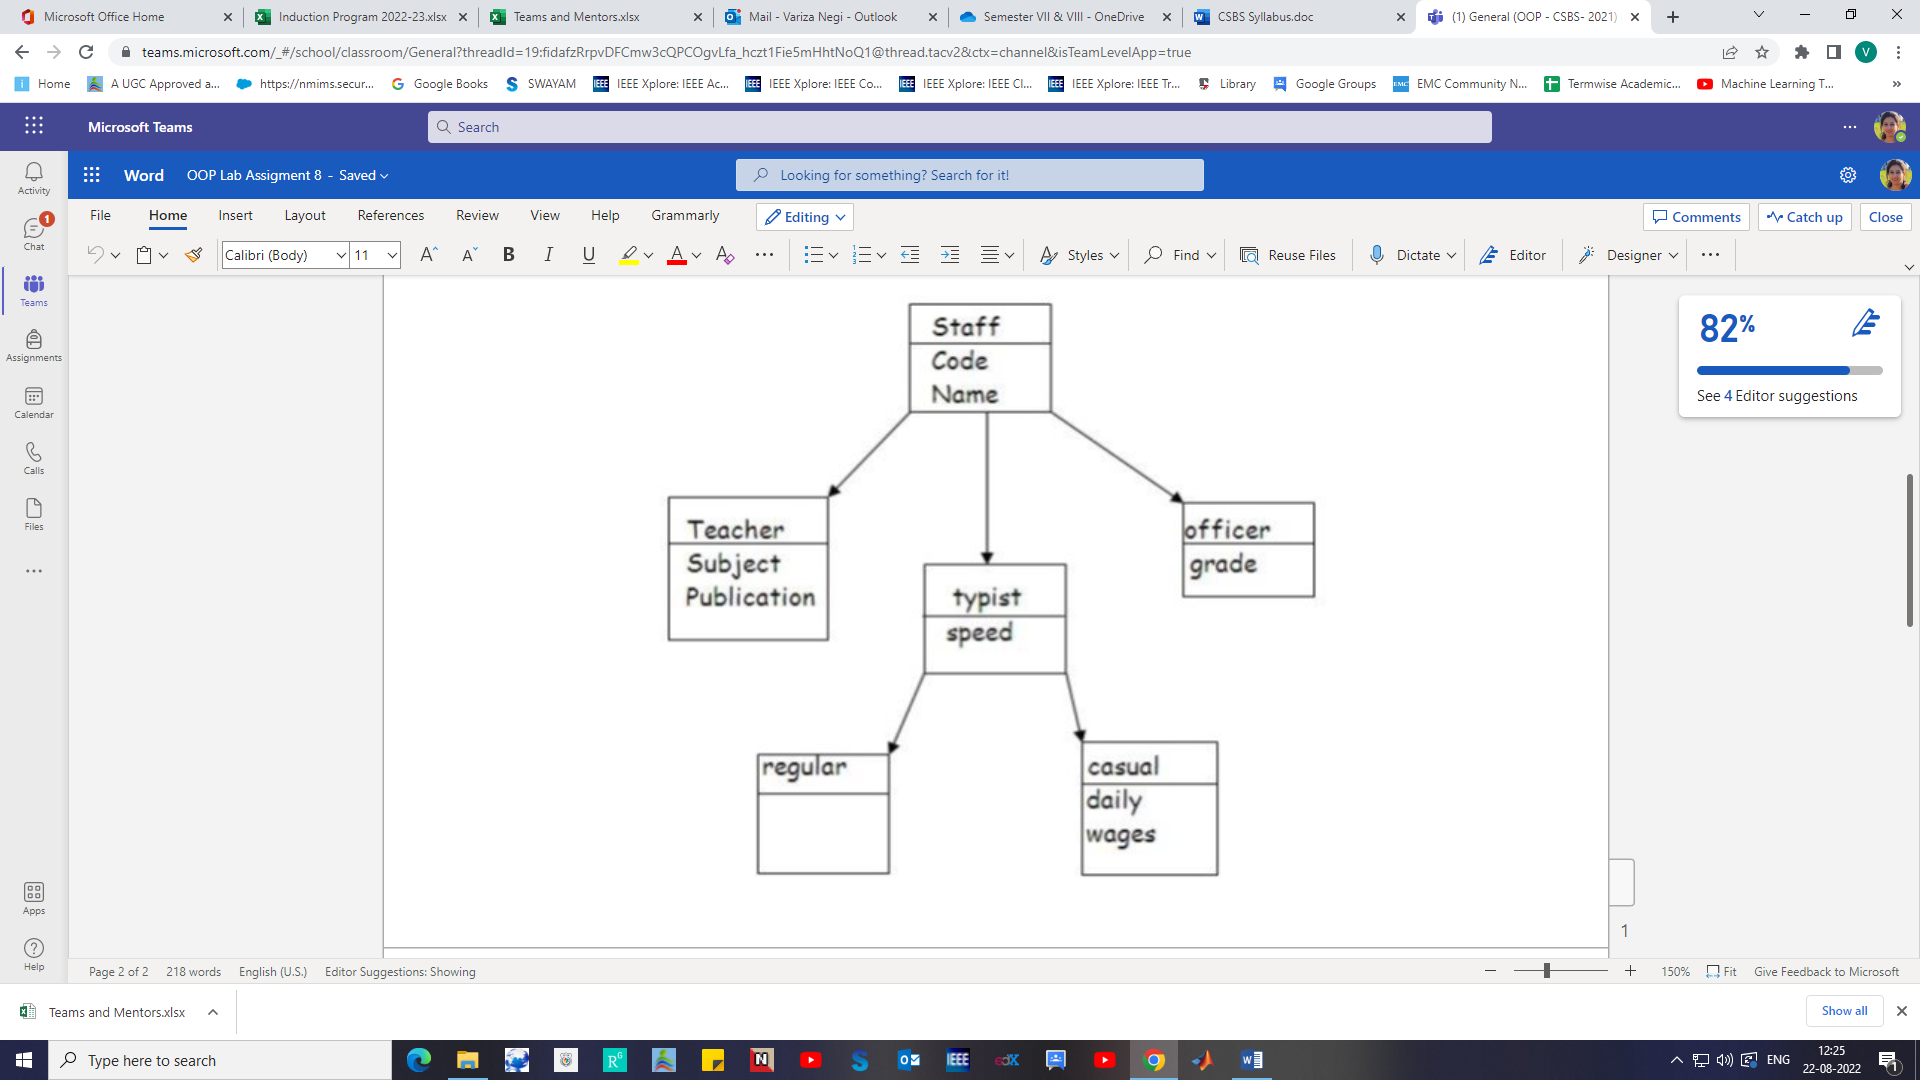 Microsoft Office Home
Induction Program 2022-23.xlsx
Teams and Mentors.xlsx
Mail - Variza Negi - Outlook
Semester VII & VIII - OneDrive
CSBS Syllabus.doc
(1) General (OOP - CSBS- 2021)
teams.microsoft.com/_#/school/classroom/General?threadId=19:fidafzRrpvDFCmw3cQPCOgvLfa_hczt1Fie5mHhtNoQ1@thread.tacv2&ctx=channel&isTeamLevelApp=true
V
Home
A UGC Approved a...
https://nmims.secur...
Google Books
SWAYAM
IEEE Xplore: IEEE Ac...
IEEE Xplore: IEEE Co...
IEEE Xplore: IEEE Cl...
IEEE Xplore: IEEE Tr...
Library
Google Groups
EMC Community N...
Termwise Academic...
Machine Learning T...
Microsoft Teams
Search
Word
OOP Lab Assigment 8 - Saved
Looking for something? Search for it!
File
Home
Insert
Layout
References
Review
View
Help
Grammarly
Editing
Comments
Catch up
Close
Calibri (Body)
11
B
I
U
Styles
Find
Reuse Files
Dictate
Editor
Designer
Activity
1
Chat
Teams
Assignments
Calendar
Calls
Files
Apps
Help
Staff
Code
Name
Teacher
Subject
Publication
typist
speed
officer
grade
regular
casual
daily
wages
82%
See 4 Editor suggestions
1
Page 2 of 2
218 words
English (U.S.)
Editor Suggestions: Showing
150%
Fit
Give Feedback to Microsoft
Teams and Mentors.xlsx
Show all
Type here to search
ENG
12:25
22-08-2022
1